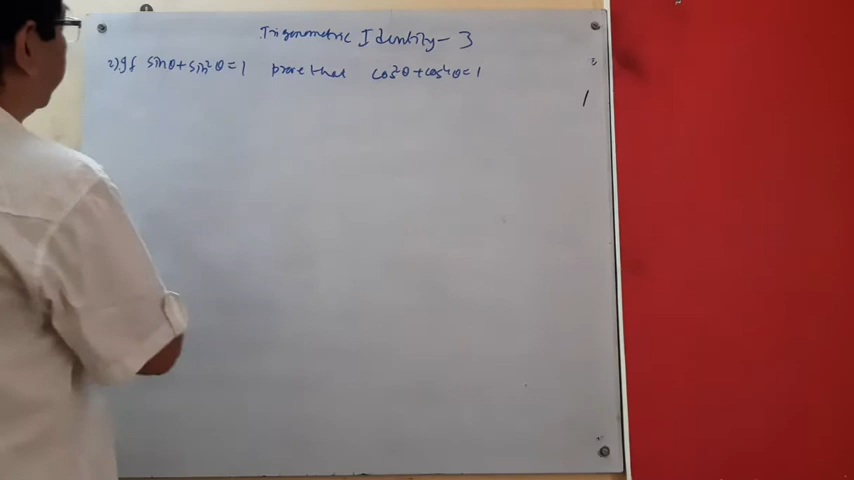 Trigonometric Identity - 3
2) If sinθ + sin²θ = 1 prove that cos²θ + cos⁴θ = 1